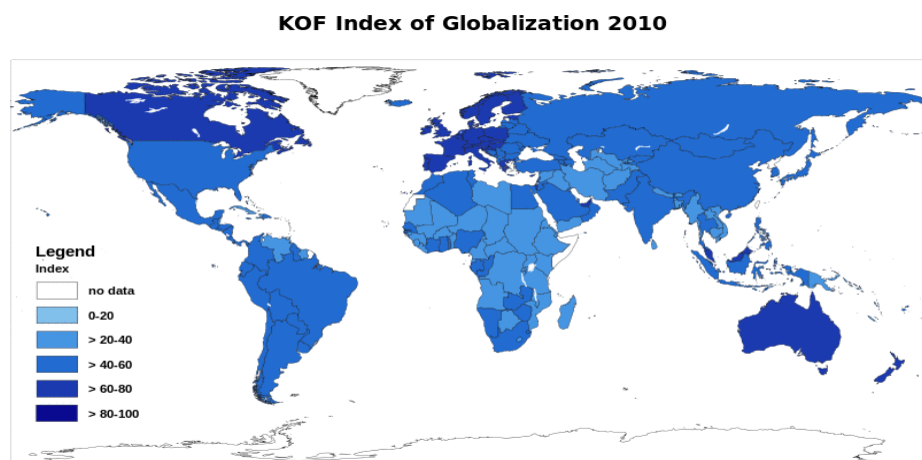 KOF Index of Globalization 2010
Legend
Index
no data
0-20
> 20-40
> 40-60
> 60-80
> 80-100